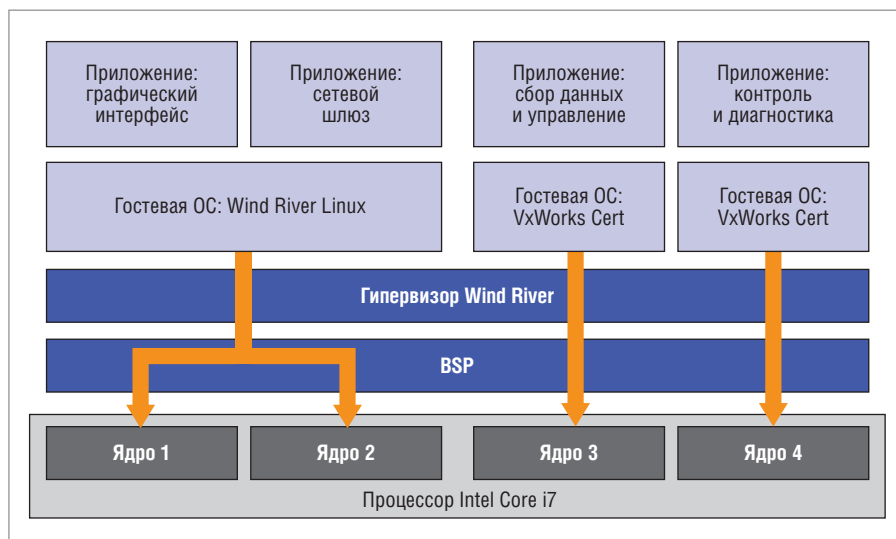 Приложение:
графический
интерфейс
Приложение:
сетевой
шлюз
Приложение:
сбор данных
и управление
Приложение:
контроль
и диагностика
Гостевая ОС: Wind River Linux
Гостевая ОС:
VxWorks Cert
Гостевая ОС:
VxWorks Cert
Гипервизор Wind River
BSP
Ядро 1
Ядро 2
Ядро 3
Ядро 4
Процессор Intel Core i7